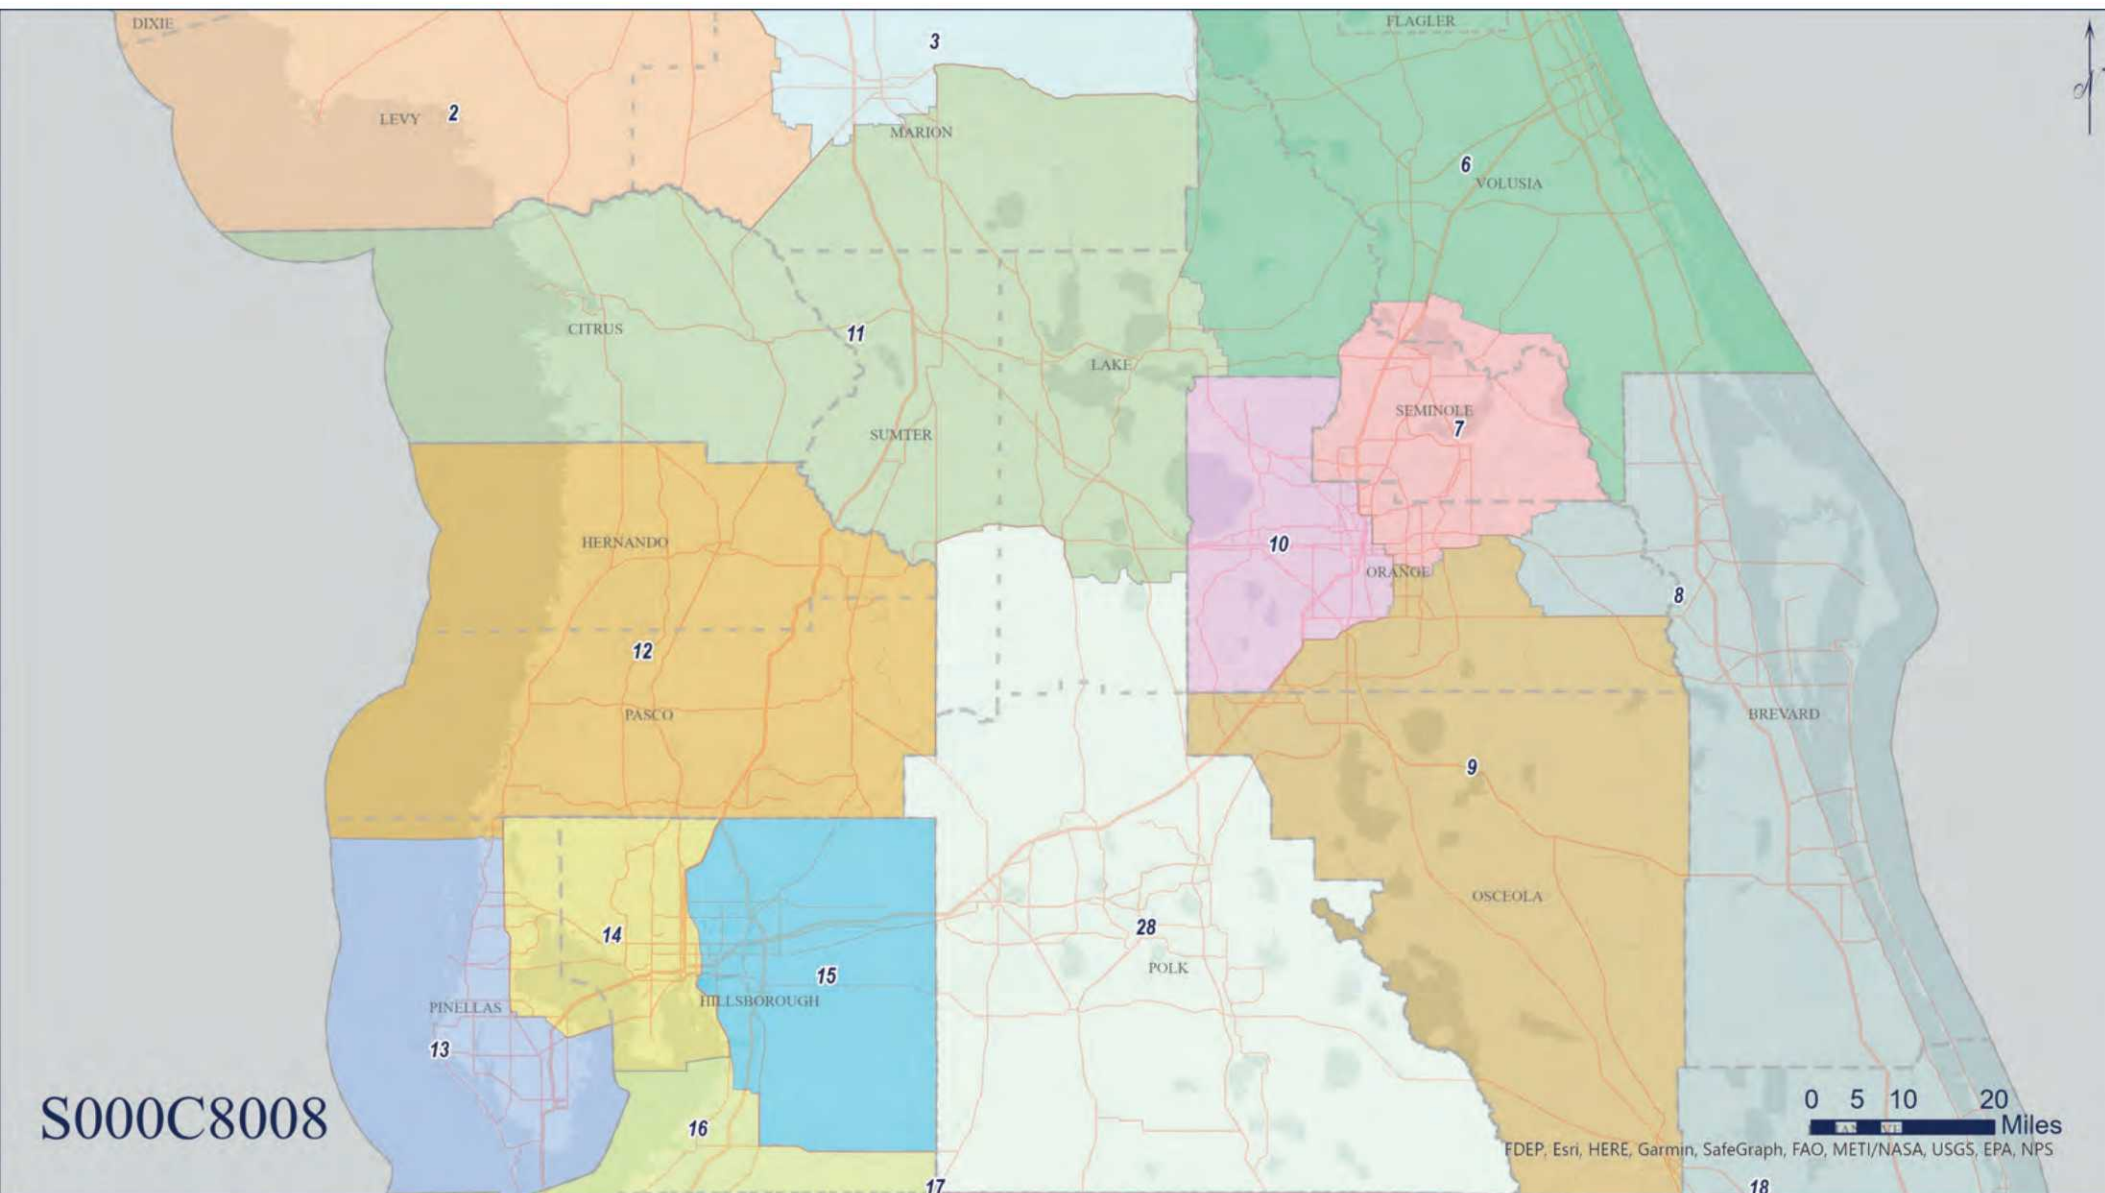 DIXIE
FLAGLER
3
LEVY
2
MARION
6
VOLUSIA
CITRUS
11
LAKE
SEMINOLE
7
SUMTER
HERNANDO
10
ORANGE
8
12
PASCO
BREVARD
9
OSCEOLA
14
28
15
POLK
PINELLAS
HILLSBOROUGH
13
S000C8008
16
0 5 10 20
Miles
FDEP, Esri, HERE, Garmin, SafeGraph, FAO, METI/NASA, USGS, EPA, NPS
17
18